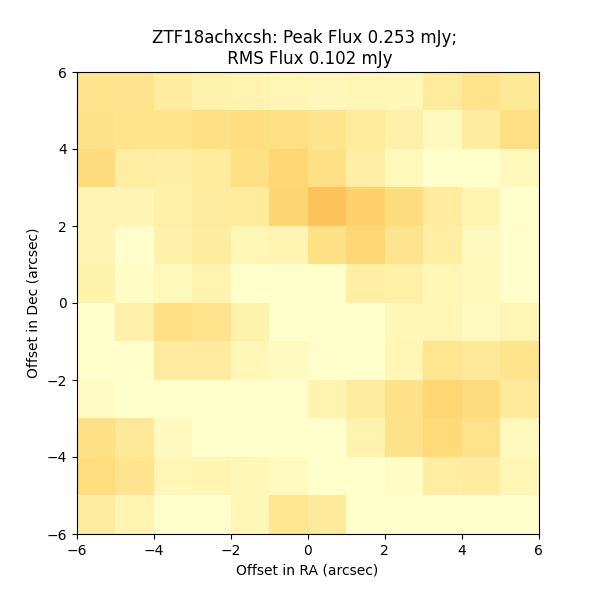 ZTF18achxcsh: Peak Flux 0.253 mJy;
RMS Flux 0.102 mJy
6
4
2
0
−2
−4
−6
Offset in Dec (arcsec)
−6 −4 −2 0 2 4 6
Offset in RA (arcsec)